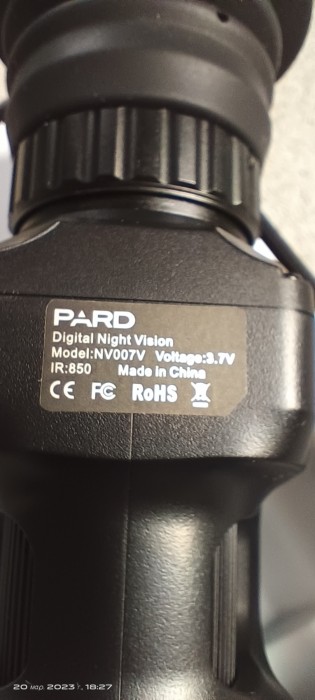 PARD
Digital Night Vision
Model:NV007V Voltage:3.7V
IR:850 Made in China
CE FC RoHS
20 мар. 2023 г., 18:27